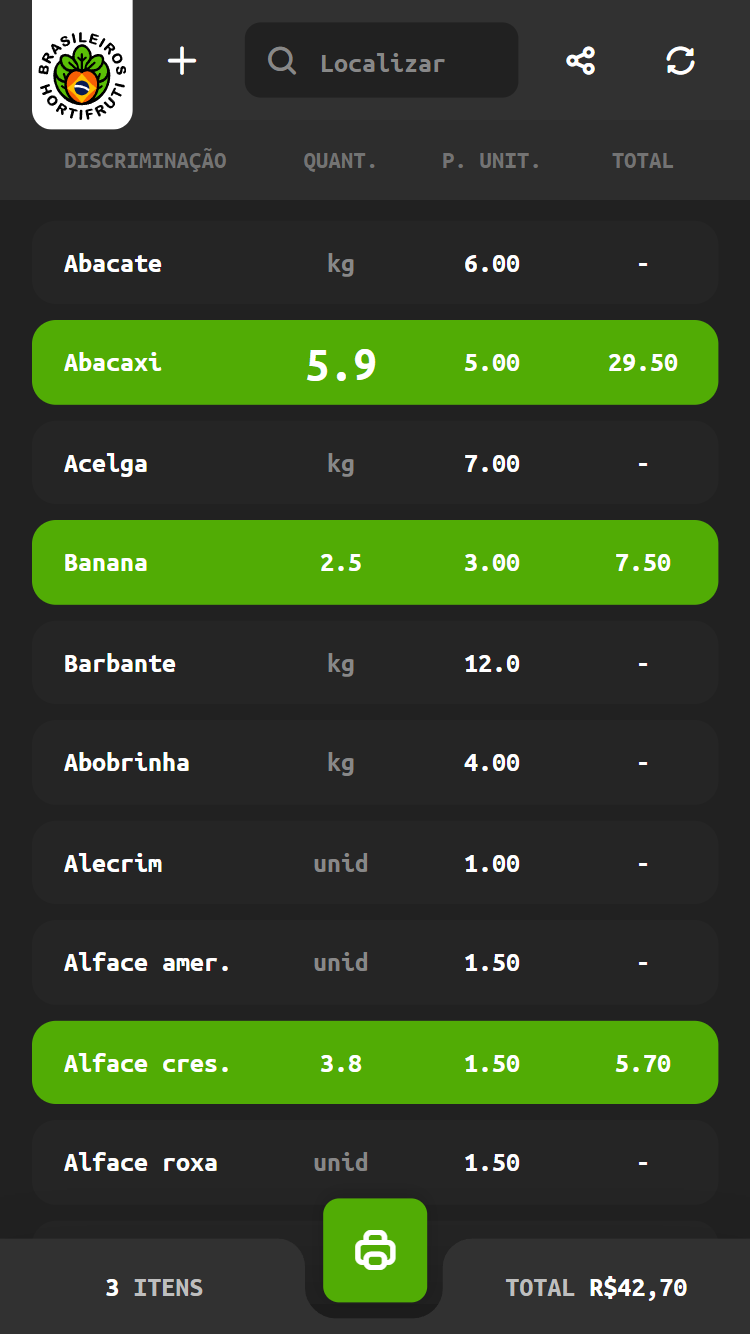 BRASILEIROS
HORTIFRUTI
Localizar
DISCRIMINAÇÃO QUANT. P. UNIT. TOTAL
Abacate kg 6.00 -
Abacaxi 5.9 5.00 29.50
Acelga kg 7.00 -
Banana 2.5 3.00 7.50
Barbante kg 12.0 -
Abobrinha kg 4.00 -
Alecrim unid 1.00 -
Alface amer. unid 1.50 -
Alface cres. 3.8 1.50 5.70
Alface roxa unid 1.50 -
3 ITENS TOTAL R$42,70